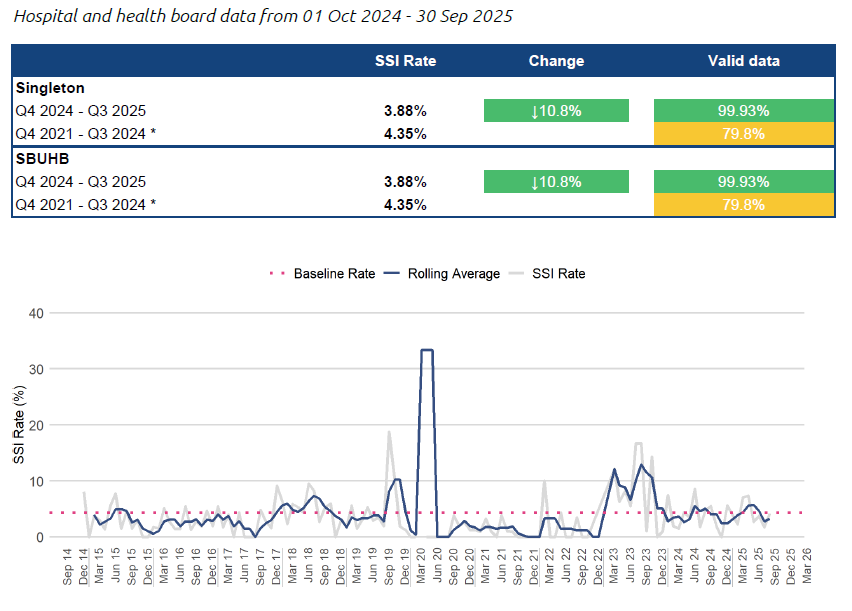 Hospital and health board data from 01 Oct 2024 - 30 Sep 2025
SSI Rate Change Valid data
Singleton
Q4 2024 - Q3 2025 3.88% ↓10.8% 99.93%
Q4 2021 - Q3 2024 * 4.35% 79.8%
SBUHB
Q4 2024 - Q3 2025 3.88% ↓10.8% 99.93%
Q4 2021 - Q3 2024 * 4.35% 79.8%
Baseline Rate Rolling Average SSI Rate
SSI Rate (%)
40
30
20
10
0
Sep 14 Dec 14 Mar 15 Jun 15 Sep 15 Dec 15 Mar 16 Jun 16 Sep 16 Dec 16 Mar 17 Jun 17 Sep 17 Dec 17 Mar 18 Jun 18 Sep 18 Dec 18 Mar 19 Jun 19 Sep 19 Dec 19 Mar 20 Jun 20 Sep 20 Dec 20 Mar 21 Jun 21 Sep 21 Dec 21 Mar 22 Jun 22 Sep 22 Dec 22 Mar 23 Jun 23 Sep 23 Dec 23 Mar 24 Jun 24 Sep 24 Dec 24 Mar 25 Jun 25 Sep 25 Dec 25 Mar 26